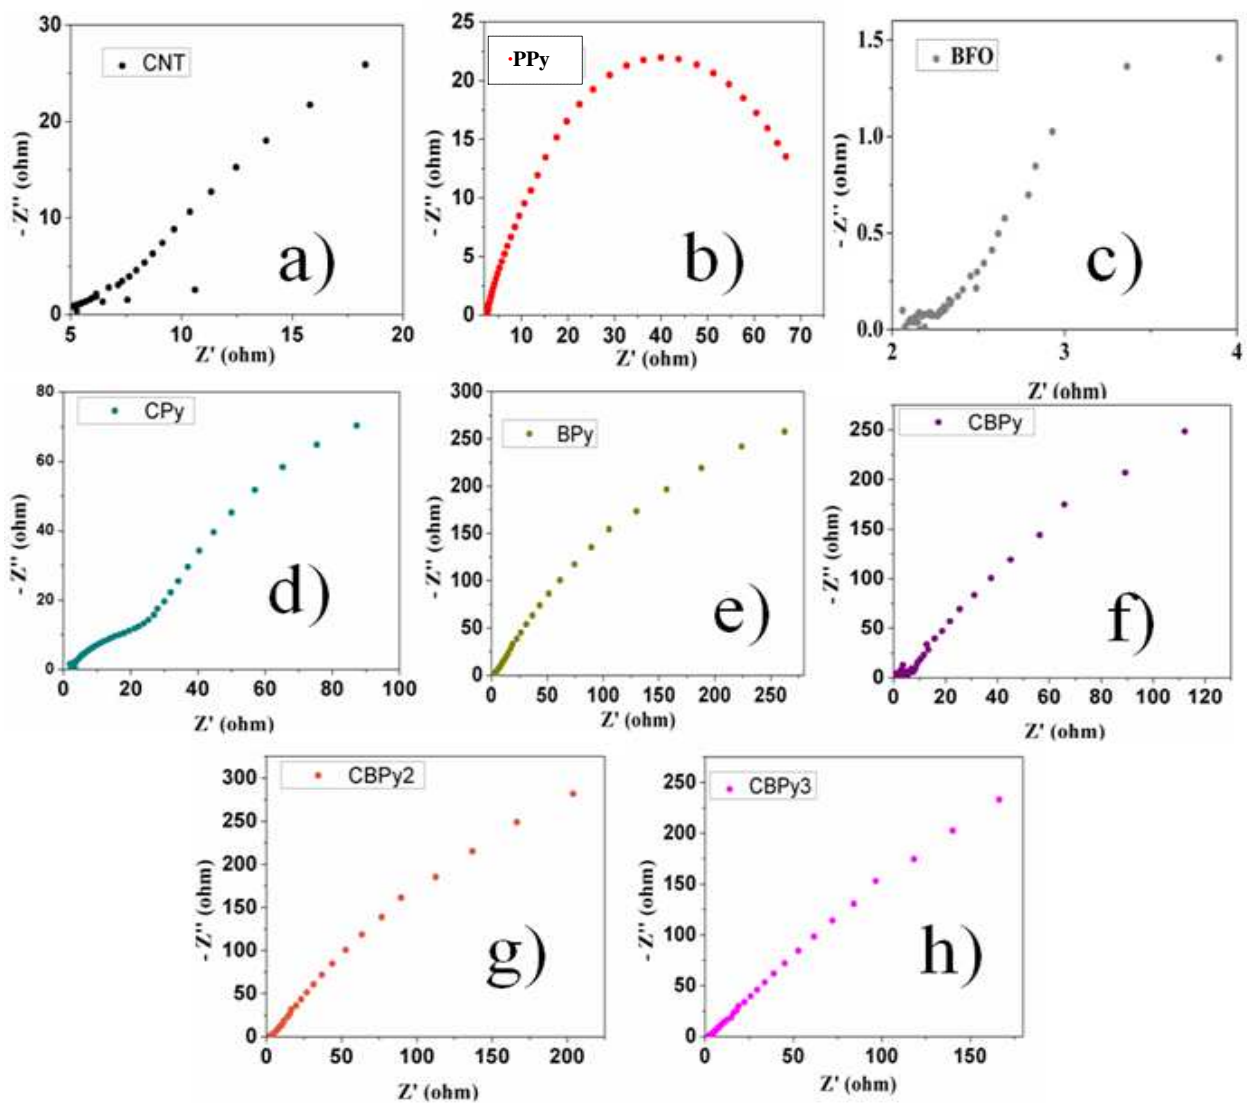 30
CNT
20
- Z'' (ohm)
10
a)
0
5 10 15 20
Z' (ohm)
25
PPy
20
15
- Z'' (ohm)
10
5
b)
0
10 20 30 40 50 60 70
Z' (ohm)
1.5
BFO
1.0
- Z'' (ohm)
0.5
c)
0.0
2 3 4
Z' (ohm)
80
CPy
60
- Z'' (ohm)
40
20
d)
0
0 20 40 60 80 100
Z' (ohm)
300
BPy
250
200
- Z'' (ohm)
150
100
50
e)
0
0 50 100 150 200 250
Z' (ohm)
CBPy
250
200
- Z'' (ohm)
150
100
50
f)
0
0 20 40 60 80 100 120
Z' (ohm)
300
CBPy2
250
200
- Z'' (ohm)
150
100
50
g)
0
0 50 100 150 200
Z' (ohm)
250
CBPy3
200
- Z'' (ohm)
150
100
50
h)
0
0 50 100 150
Z' (ohm)